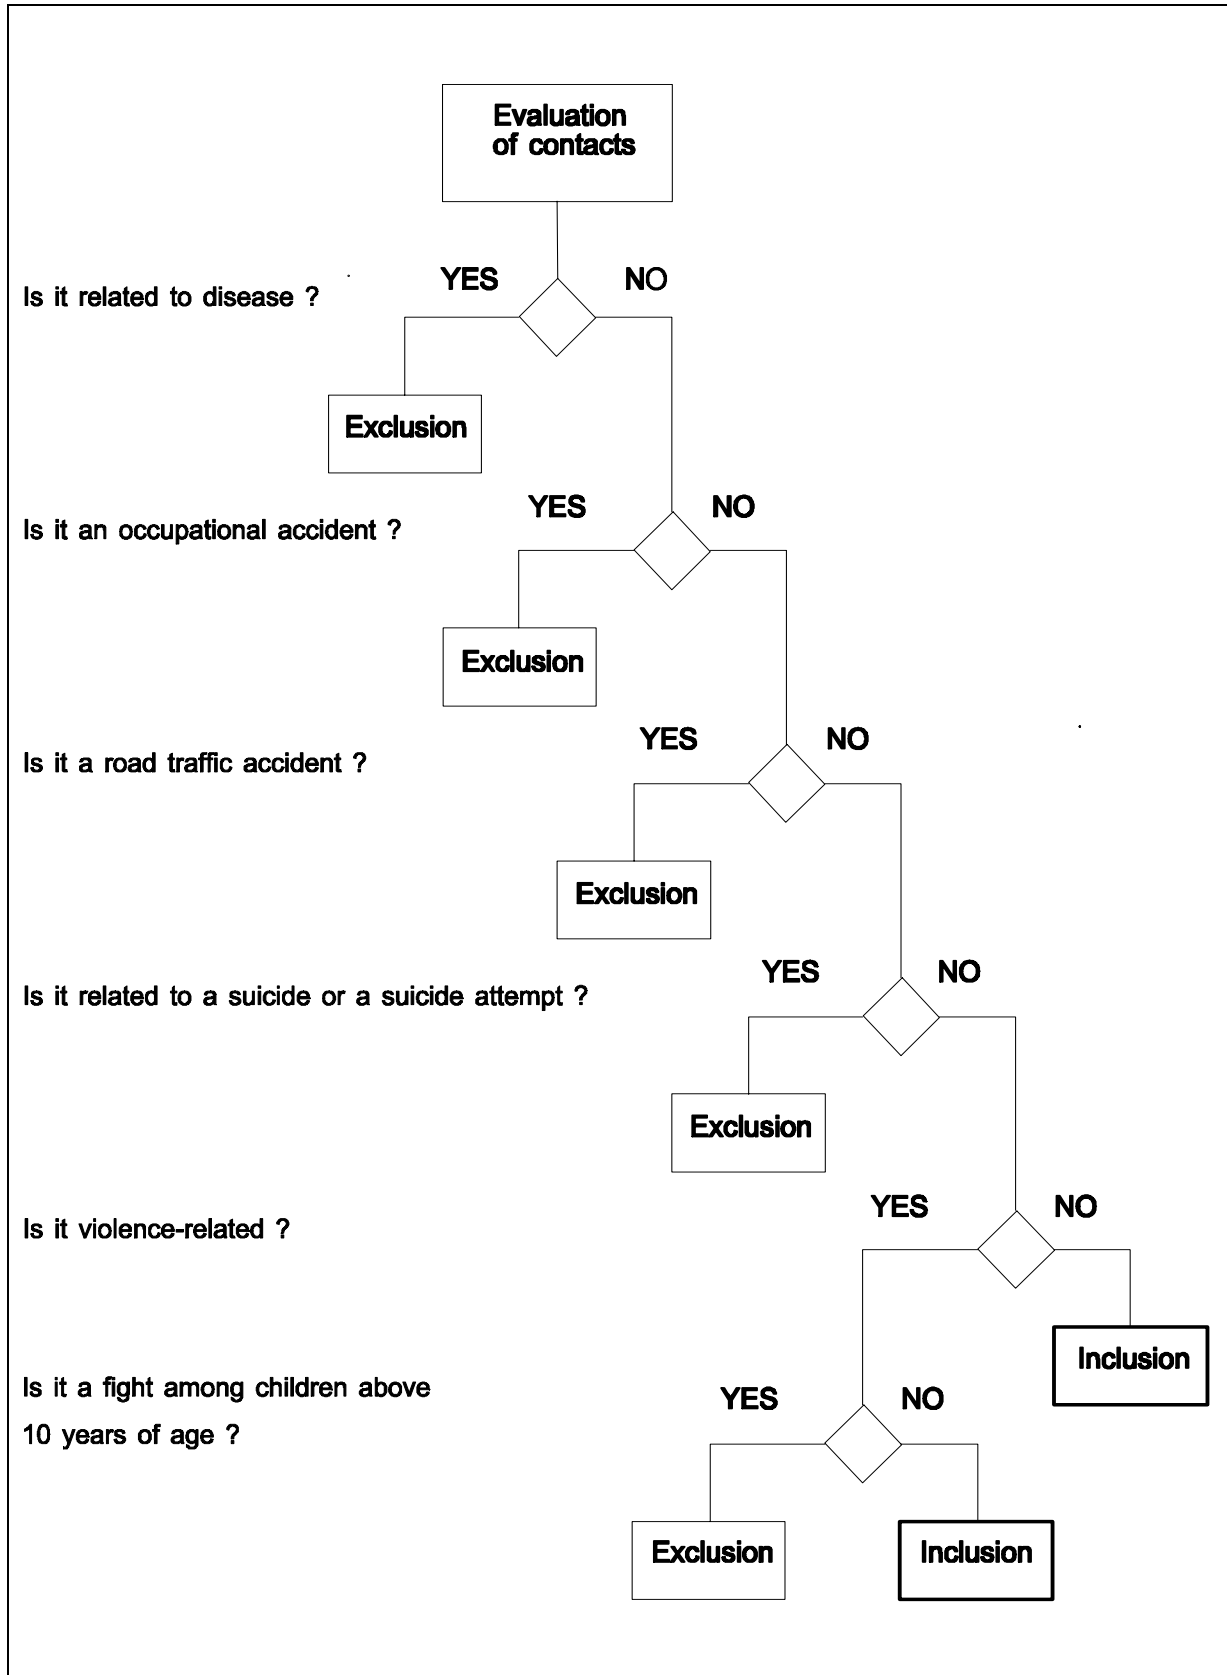 Evaluation
of contacts
YES
NO
Is it related to disease ?
Exclusion
YES
NO
Is it an occupational accident ?
Exclusion
YES
NO
Is it a road traffic accident ?
Exclusion
YES
NO
Is it related to a suicide or a suicide attempt ?
Exclusion
YES
NO
Is it violence-related ?
Inclusion
Is it a fight among children above
10 years of age ?
YES
NO
Exclusion
Inclusion